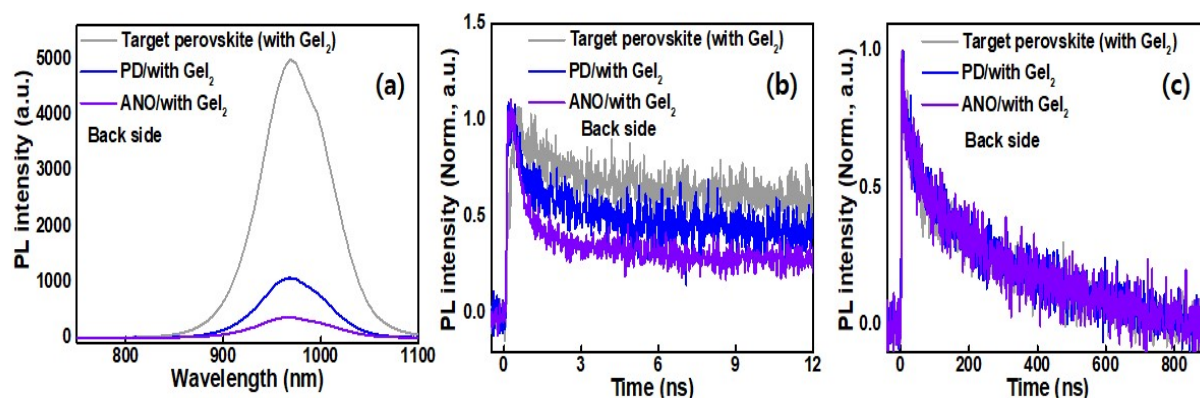 Target perovskite (with GeI₂)
PD/with GeI₂
ANO/with GeI₂
Back side
(a)
PL intensity (a.u.)
5000
4000
3000
2000
1000
0
800
900
1000
1100
Wavelength (nm)
Target perovskite (with GeI₂)
PD/with GeI₂
ANO/with GeI₂
Back side
(b)
PL intensity (Norm., a.u.)
1.5
1.0
0.5
0.0
0
3
6
9
12
Time (ns)
Target perovskite (with GeI₂)
PD/with GeI₂
ANO/with GeI₂
Back side
(c)
PL intensity (Norm., a.u.)
1.0
0.5
0.0
0
200
400
600
800
Time (ns)